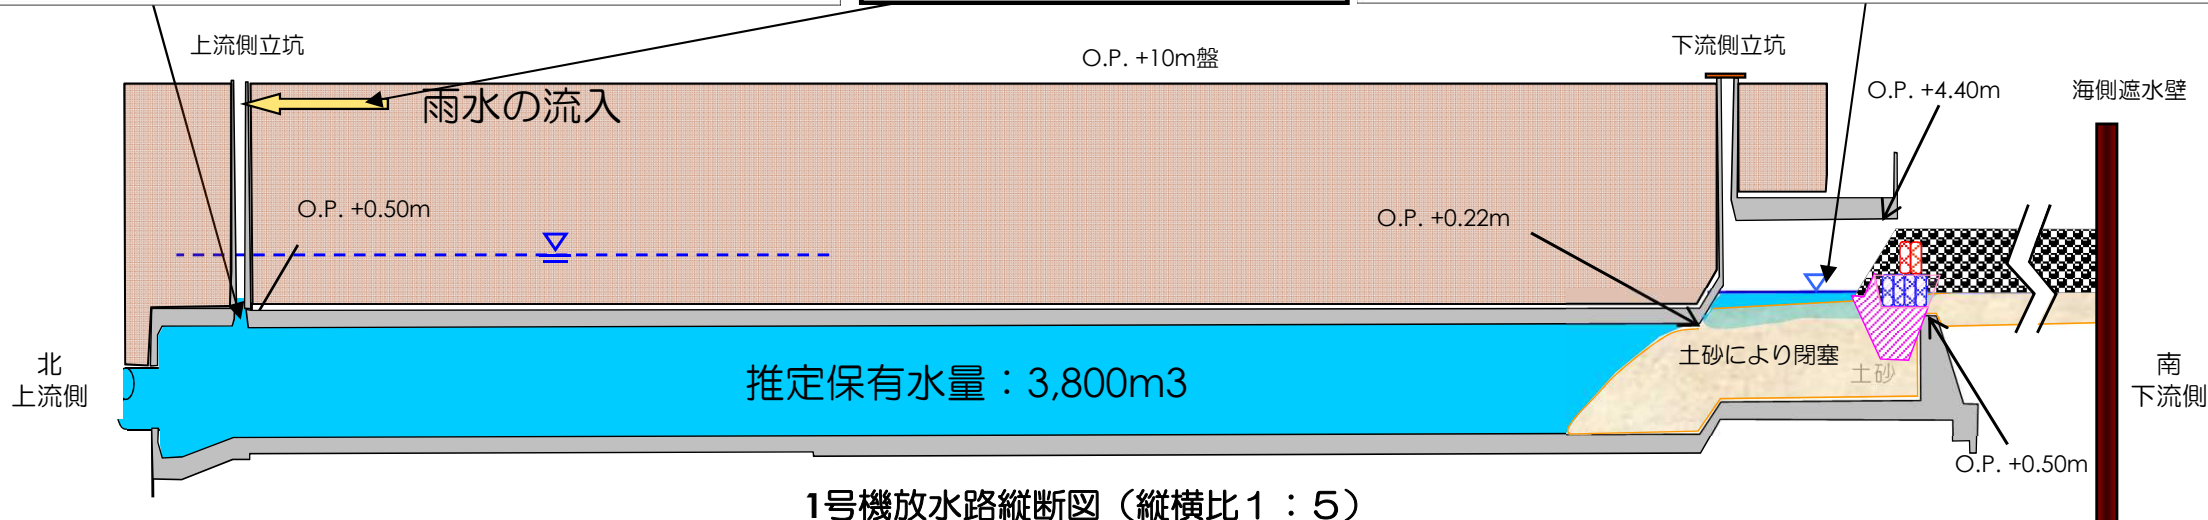 上流側立坑
O.P. +10m盤
下流側立坑
O.P. +4.40m
海側遮水壁
雨水の流入
O.P. +0.50m
O.P. +0.22m
土砂により閉塞
土砂
北
上流側
推定保有水量：3,800m3
南
下流側
O.P. +0.50m
1号機放水路縦断図（縦横比１：５）